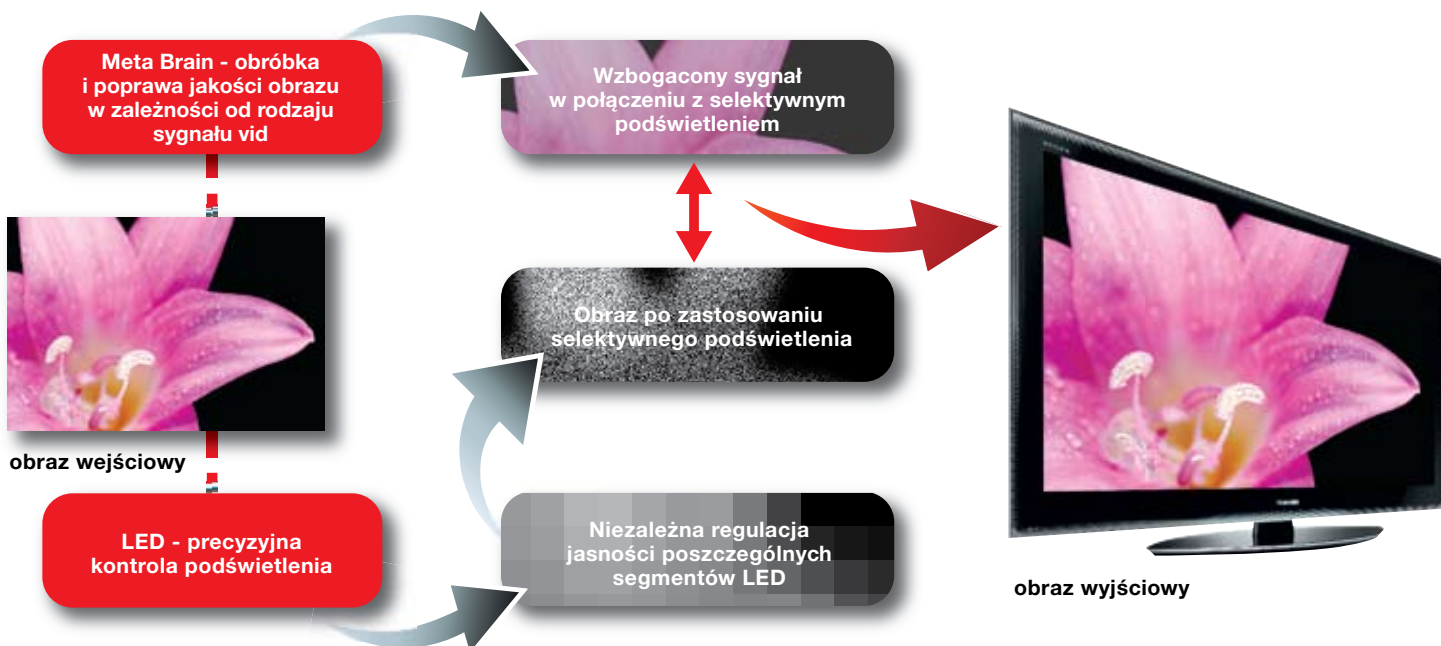 Meta Brain - obróbka
i poprawa jakości obrazu
w zależności od rodzaju
sygnału vid
Wzbogacony sygnał
w połączeniu z selektywnym
podświetleniem
Obraz po zastosowaniu
selektywnego podświetlenia
obraz wejściowy
LED - precyzyjna
kontrola podświetlenia
Niezależna regulacja
jasności poszczególnych
segmentów LED
obraz wyjściowy